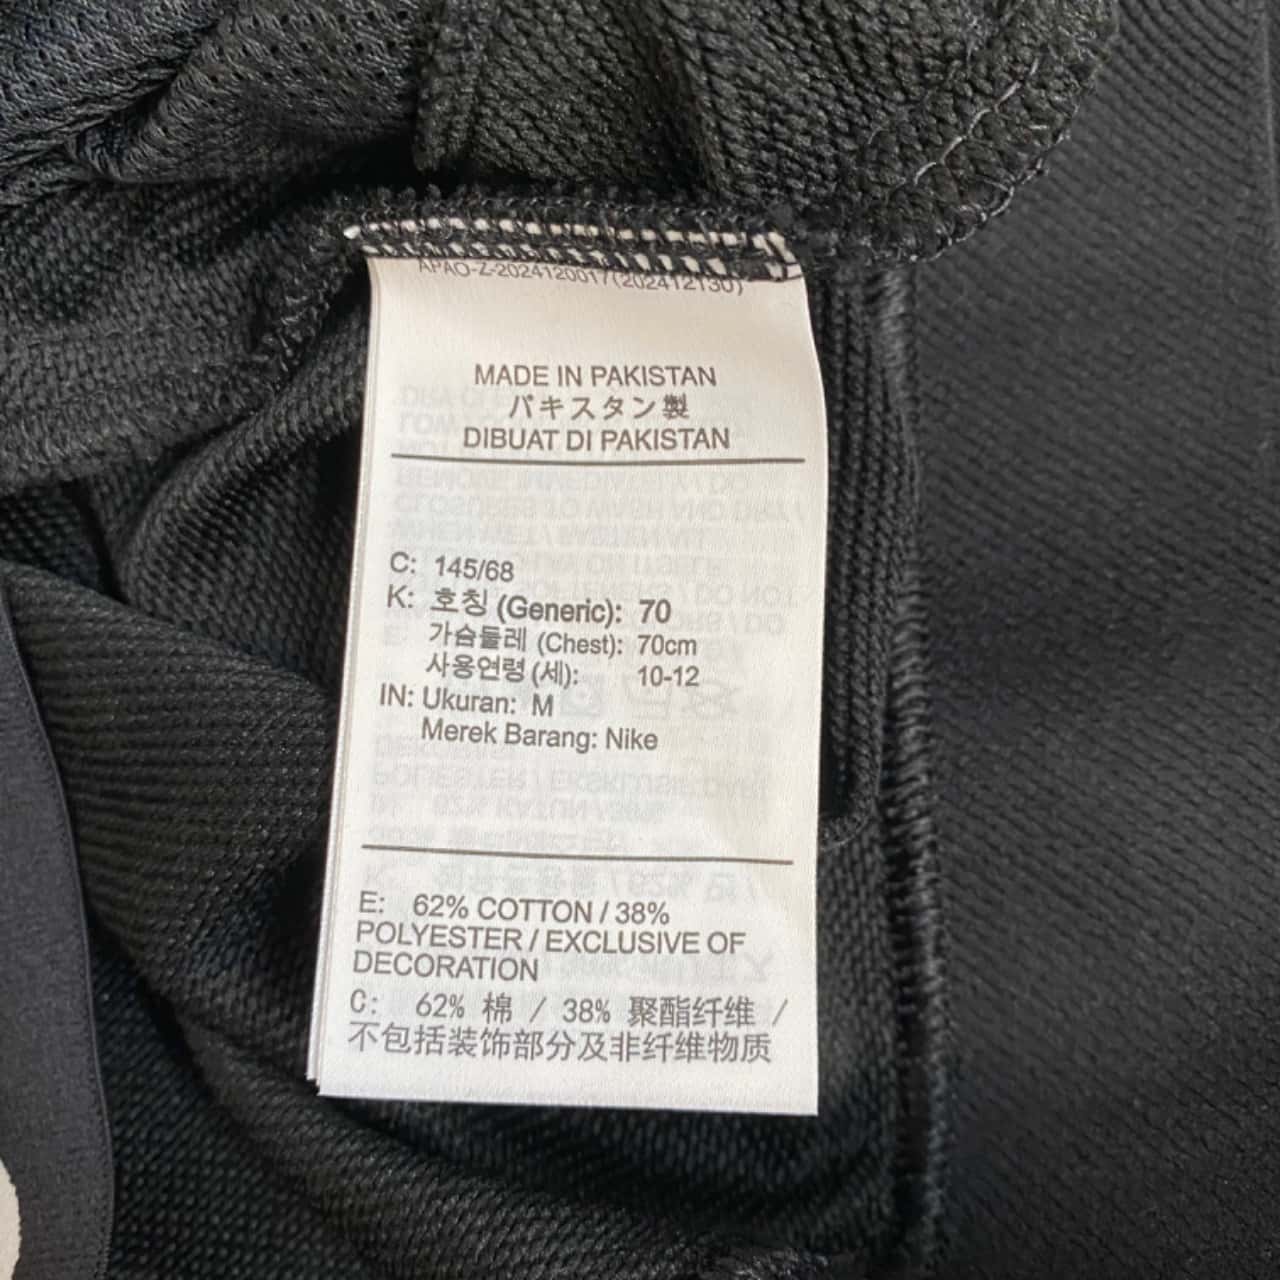 APAO-Z-2024120017(202412130)
MADE IN PAKISTAN
パキスタン製
DIBUAT DI PAKISTAN
C: 145/68
K: 호칭 (Generic): 70
가슴둘레 (Chest): 70cm
사용연령 (세): 10-12
IN: Ukuran: M
Merek Barang: Nike
E: 62% COTTON / 38%
POLYESTER / EXCLUSIVE OF
DECORATION
C: 62% 棉 / 38% 聚酯纤维 /
不包括装饰部分及非纤维物质